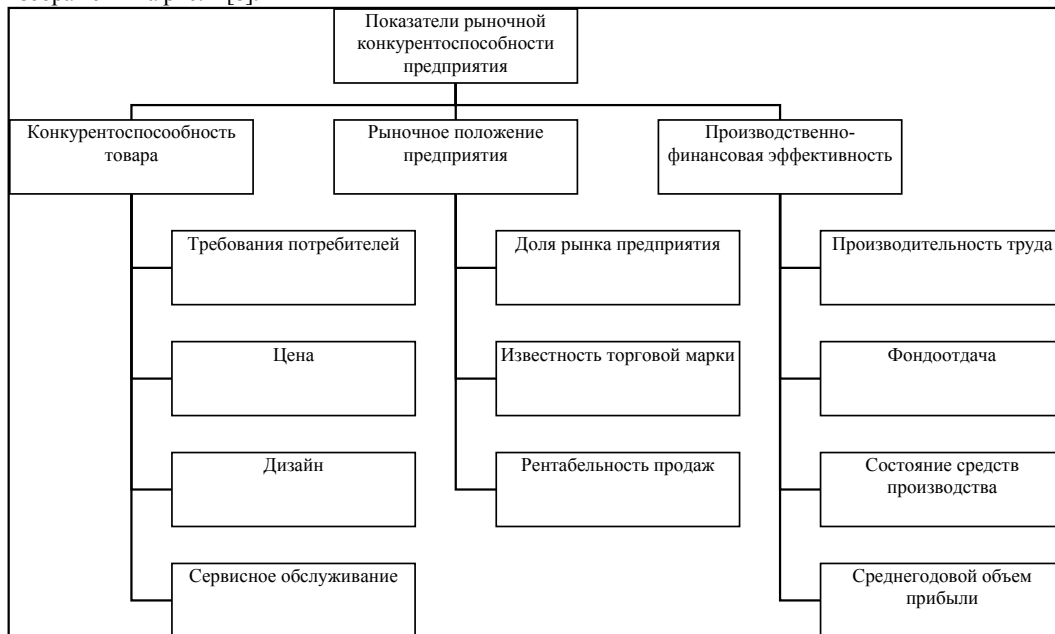 Показатели рыночной
конкурентоспособности
предприятия
Конкурентоспосообность
товара
Рыночное положение
предприятия
Производственно-
финансовая эффективность
Требования потребителей
Доля рынка предприятия
Производительность труда
Цена
Известность торговой марки
Фондоотдача
Дизайн
Рентабельность продаж
Состояние средств
производства
Сервисное обслуживание
Среднегодовой объем
прибыли